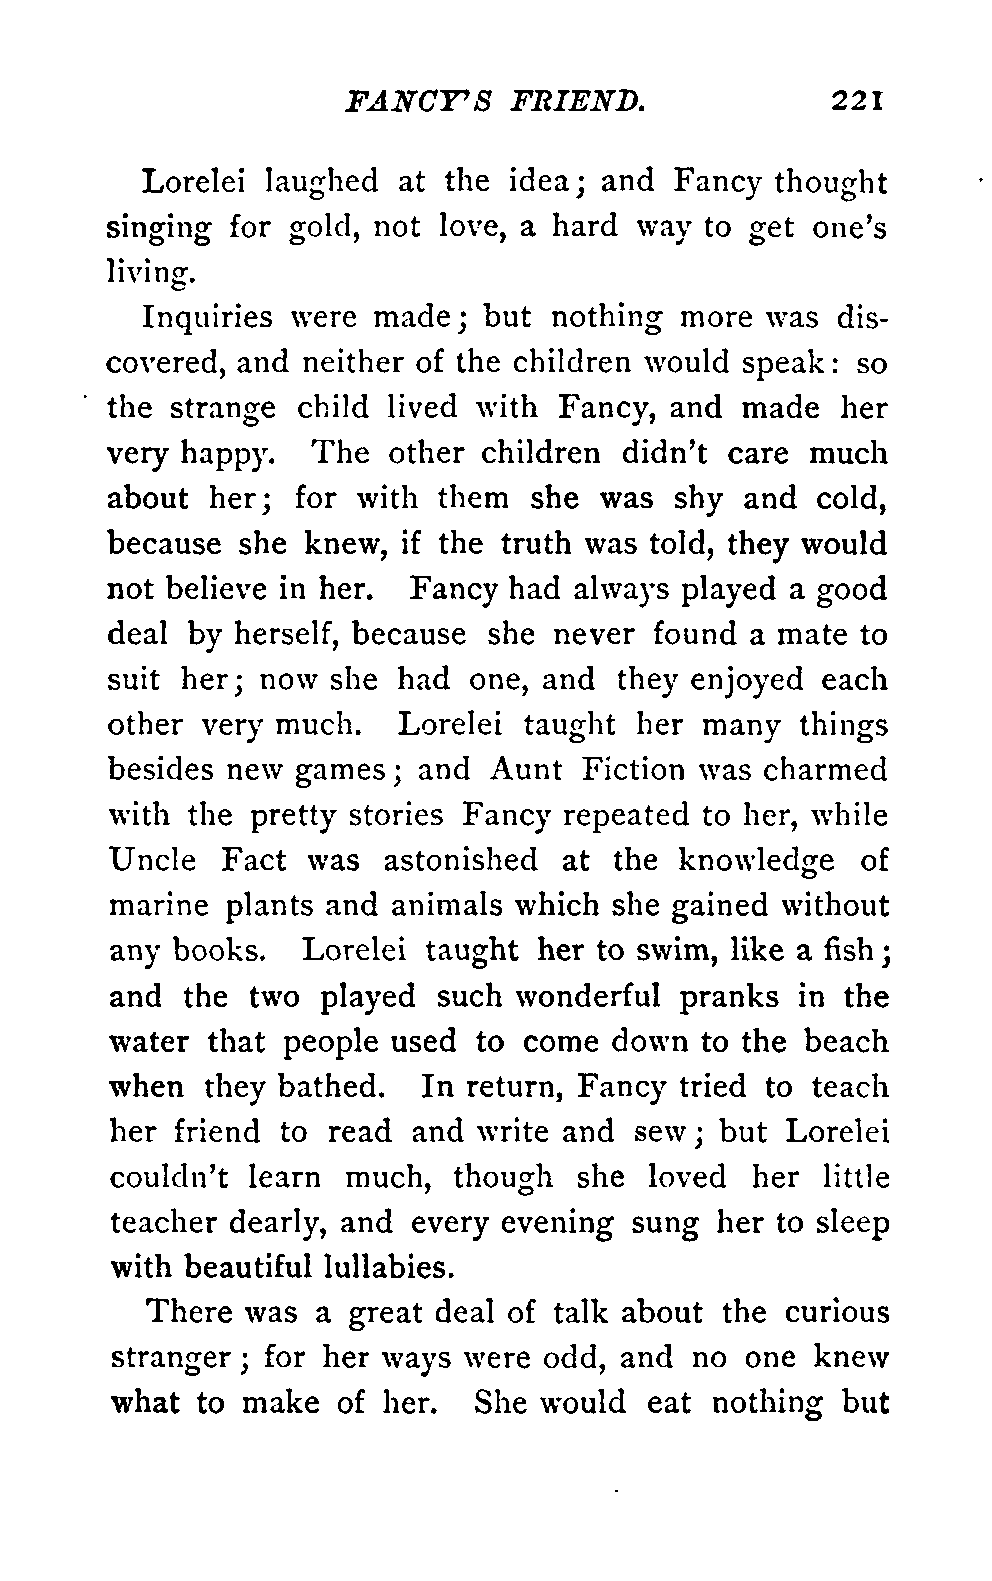 FANCY'S FRIEND. 221
Lorelei laughed at the idea; and Fancy thought
singing for gold, not love, a hard way to get one's
living.
Inquiries were made; but nothing more was dis-
covered, and neither of the children would speak: so
the strange child lived with Fancy, and made her
very happy. The other children didn't care much
about her; for with them she was shy and cold,
because she knew, if the truth was told, they would
not believe in her. Fancy had always played a good
deal by herself, because she never found a mate to
suit her; now she had one, and they enjoyed each
other very much. Lorelei taught her many things
besides new games; and Aunt Fiction was charmed
with the pretty stories Fancy repeated to her, while
Uncle Fact was astonished at the knowledge of
marine plants and animals which she gained without
any books. Lorelei taught her to swim, like a fish;
and the two played such wonderful pranks in the
water that people used to come down to the beach
when they bathed. In return, Fancy tried to teach
her friend to read and write and sew; but Lorelei
couldn't learn much, though she loved her little
teacher dearly, and every evening sung her to sleep
with beautiful lullabies.
There was a great deal of talk about the curious
stranger; for her ways were odd, and no one knew
what to make of her. She would eat nothing but